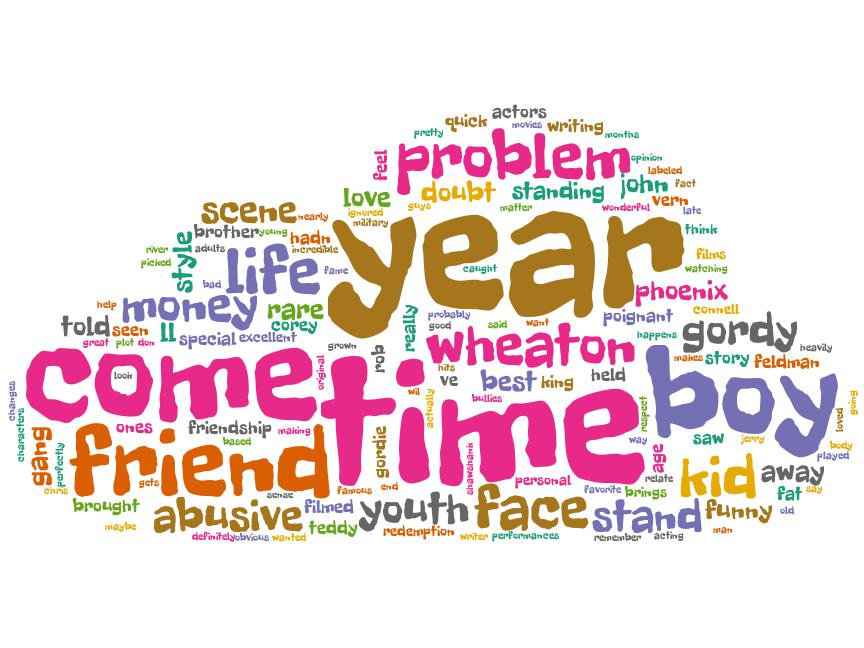 actors
quick
movies
writing
pretty
months
problem
opinion
feel
labeled
love
doubt
standing
john
fact
vern
scene
nearly
ignored
guys
matter
wonderful
late
military
year
brother
young
hadn
think
style
river
adults
incredible
films
picked
life
fame
caught
watching
bad
phoenix
help
money
rare
really
probably
poignant
connell
told
seen
ll
corey
good
said
want
gordy
great
plot
don
special
excellent
grown
rob
wheaton
happens
heavily
come
look
original
time
hits
ve
best
king
held
boy
makes
story
feldman
changes
characters
wil
actually
bullies
respect
going
loved
gang
perfectly
ones
friendship
making
based
gordie
way
saw
jerry
body
played
friend
shawshank
age
kid
away
chris
gets
sense
famous
end
personal
favorite
brings
relate
fat
say
brought
abusive
filmed
youth
face
stand
funny
old
maybe
teddy
redemption
man
definitely
obvious
wanted
writer
performances
remember
acting